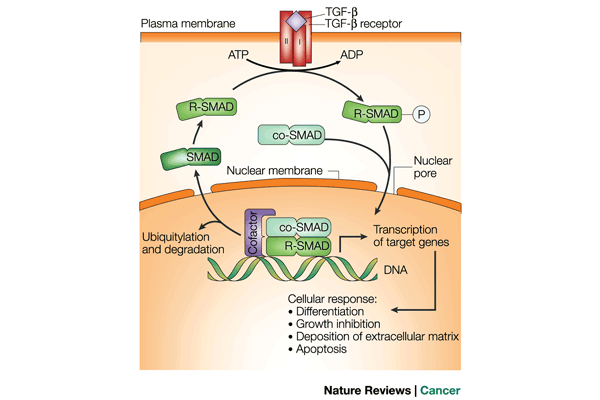 Plasma membrane
TGF-β
TGF-β receptor
II
I
ATP
ADP
R-SMAD
R-SMAD
P
co-SMAD
SMAD
Nuclear membrane
Nuclear
pore
Cofactor
co-SMAD
R-SMAD
Ubiquitylation
and degradation
Transcription
of target genes
DNA
Cellular response:
• Differentiation
• Growth inhibition
• Deposition of extracellular matrix
• Apoptosis
Nature Reviews | Cancer